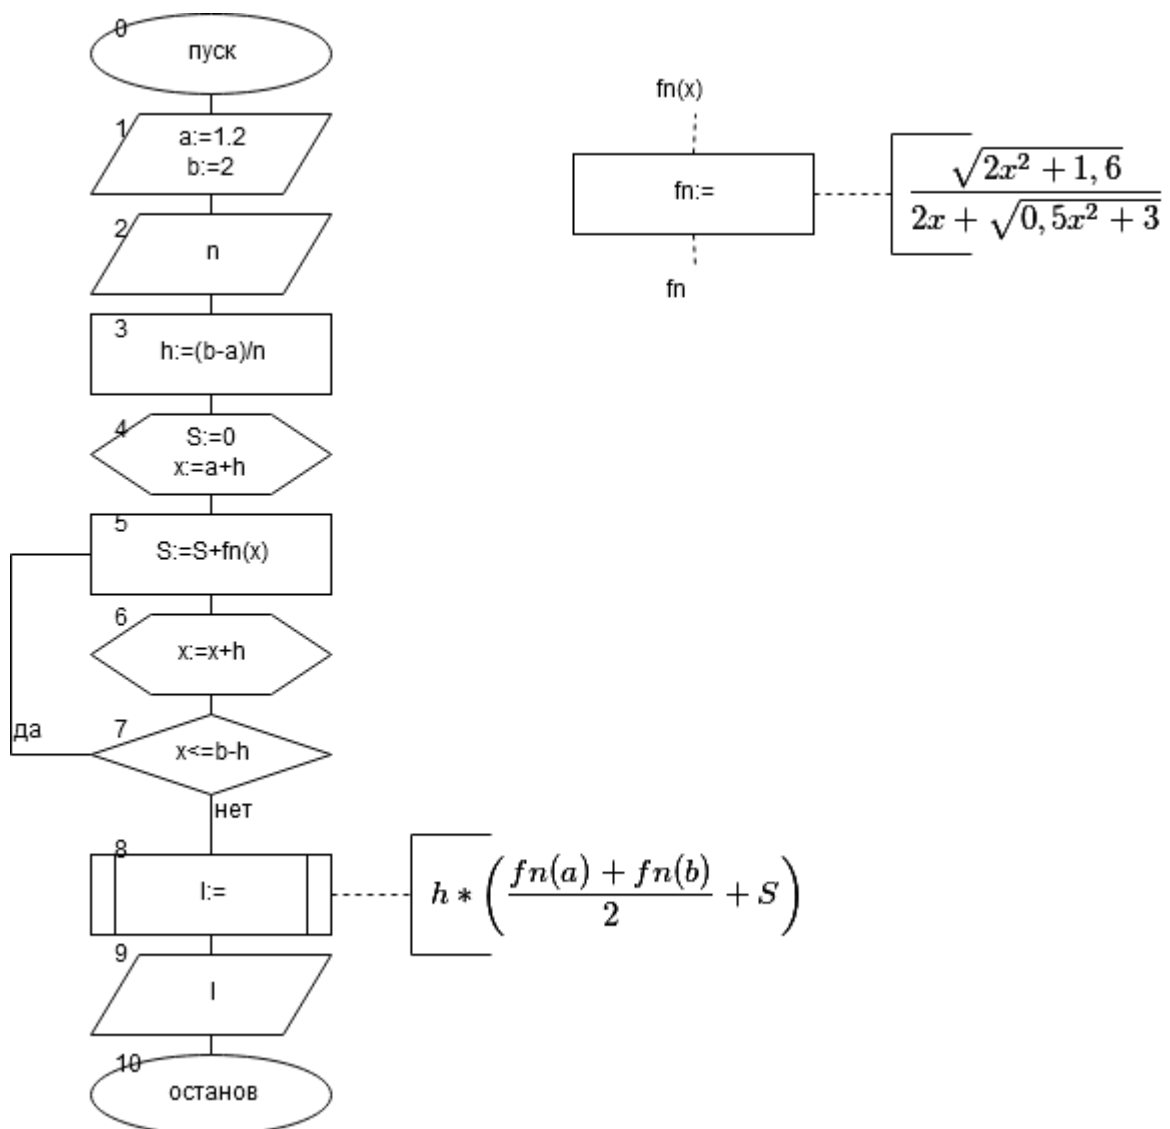 0
пуск
1
a:=1.2
b:=2
2
n
3
h:=(b-a)/n
4
S:=0
x:=a+h
5
S:=S+fn(x)
6
x:=x+h
да
7
x<=b-h
нет
8
I:=
h * ( (fn(a) + fn(b)) / 2 + S )
9
I
10
останов
fn(x)
fn:=
√(2x² + 1,6)
2x + √(0,5x² + 3)
fn